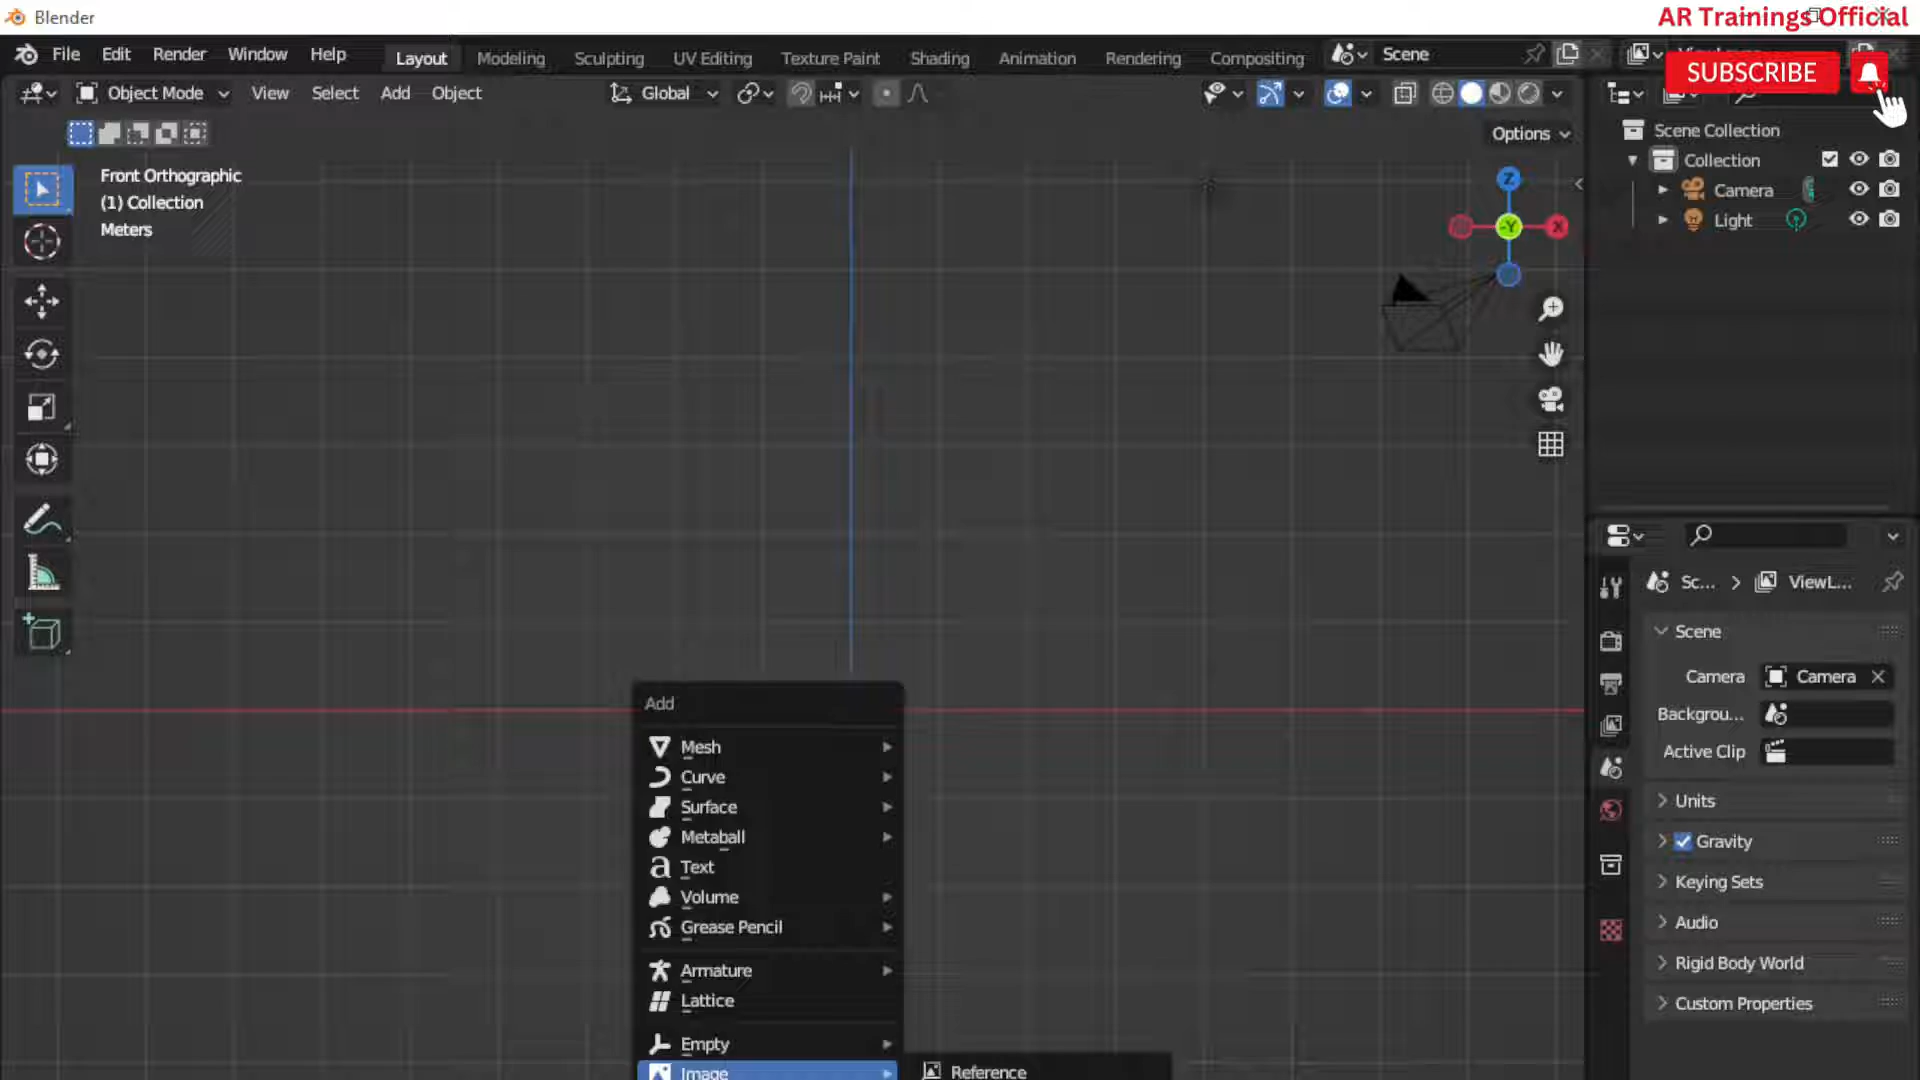 Blender
AR Trainings Official
File Edit Render Window Help Layout Modeling Sculpting UV Editing Texture Paint Shading Animation Rendering Compositing Scene
SUBSCRIBE
Object Mode View Select Add Object Global
Options
Front Orthographic
(1) Collection
Meters
Z
-Y
X
Scene Collection
Collection
Camera
Light
Sc... > ViewL...
Scene
Camera Camera
Backgrou...
Active Clip
Units
Gravity
Keying Sets
Audio
Rigid Body World
Custom Properties
Add
Mesh
Curve
Surface
Metaball
Text
Volume
Grease Pencil
Armature
Lattice
Empty
Image
Reference